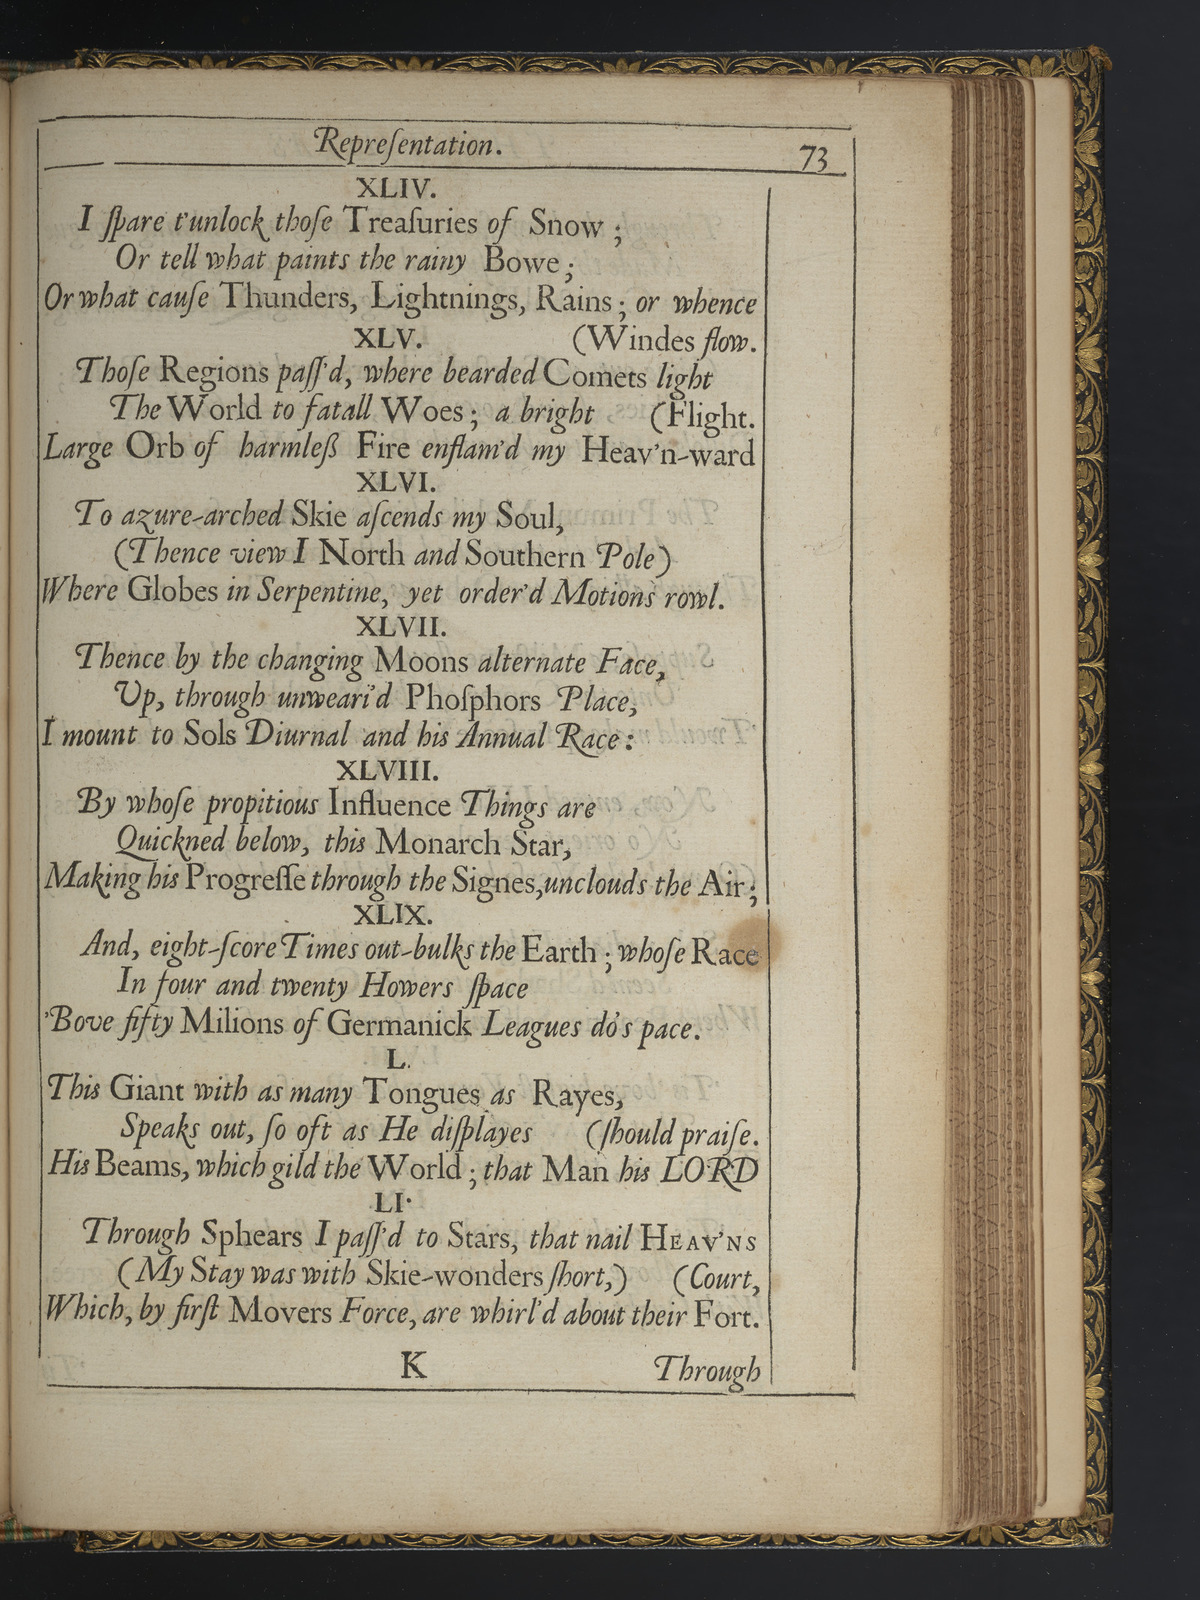 Repreſentation.
73
XLIV.
I ſpare t'unlock thoſe Treaſuries of Snow ;
Or tell what paints the rainy Bowe ;
Or what cauſe Thunders, Lightnings, Rains ; or whence
XLV. (Windes flow.
Thoſe Regions paſſ'd, where bearded Comets light
The World to fatall Woes ; a bright (Flight.
Large Orb of harmleß Fire enflam'd my Heav'n-ward
XLVI.
To azure-arched Skie aſcends my Soul,
(Thence view I North and Southern Pole)
Where Globes in Serpentine, yet order'd Motions rowl.
XLVII.
Thence by the changing Moons alternate Face,
Up, through unweari'd Phoſphors Place,
I mount to Sols Diurnal and his Annual Race :
XLVIII.
By whoſe propitious Influence Things are
Quickned below, this Monarch Star,
Making his Progreſſe through the Signes, unclouds the Air ;
XLIX.
And, eight-ſcore Times out-bulks the Earth ; whoſe Race
In four and twenty Howers ſpace
'Bove fifty Milions of Germanick Leagues do's pace.
L.
This Giant with as many Tongues as Rayes,
Speaks out, ſo oft as He diſplayes (ſhould praiſe.
His Beams, which gild the World ; that Man his LORD
LI.
Through Sphears I paſſ'd to Stars, that nail HEAV'NS
(My Stay was with Skie-wonders ſhort,) (Court,
Which, by firſt Movers Force, are whirl'd about their Fort.
K Through